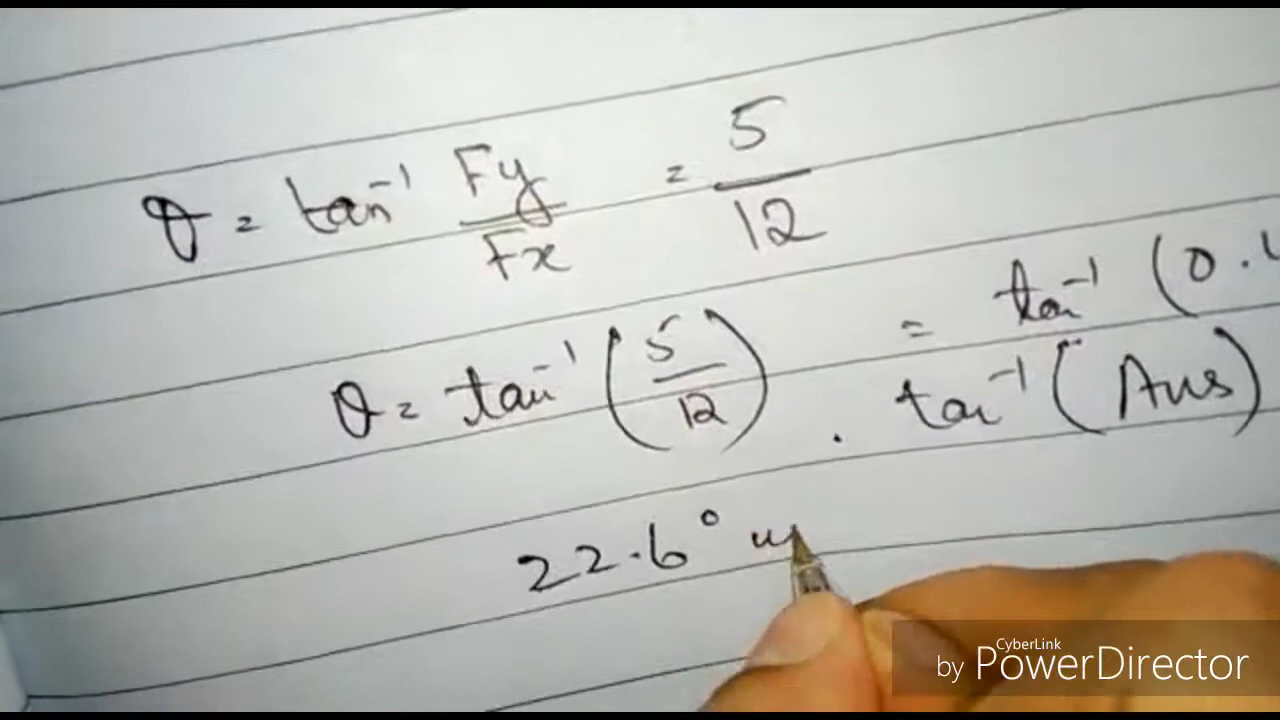 θ = tan⁻¹ Fy/Fx = 5/12
θ = tan⁻¹ (5/12) = tan⁻¹ (0.4
. tan⁻¹ (Ans)
22.6°
CyberLink
by PowerDirector